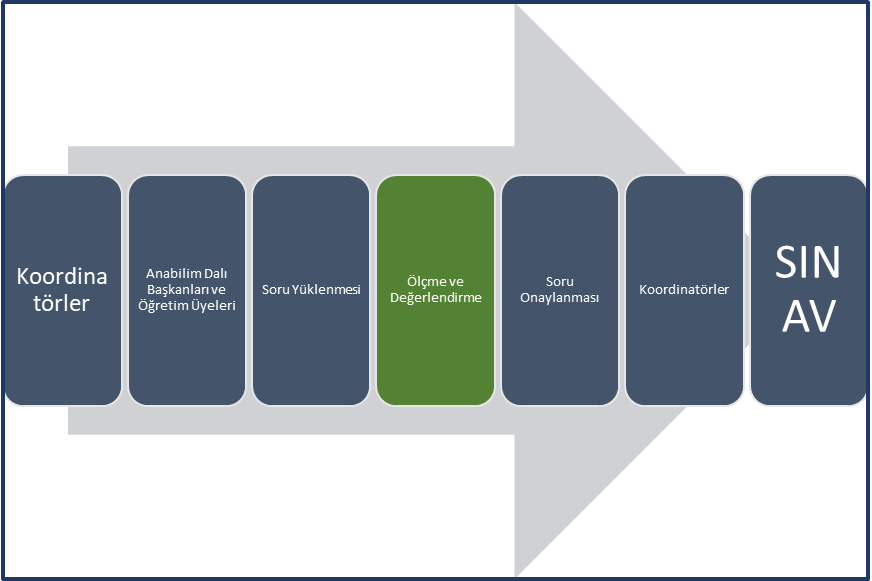 Koordina
törler
Anabilim Dalı
Başkanları ve
Öğretim Üyeleri
Soru Yüklenmesi
Ölçme ve
Değerlendirme
Soru
Onaylanması
Koordinatörler
SIN
AV